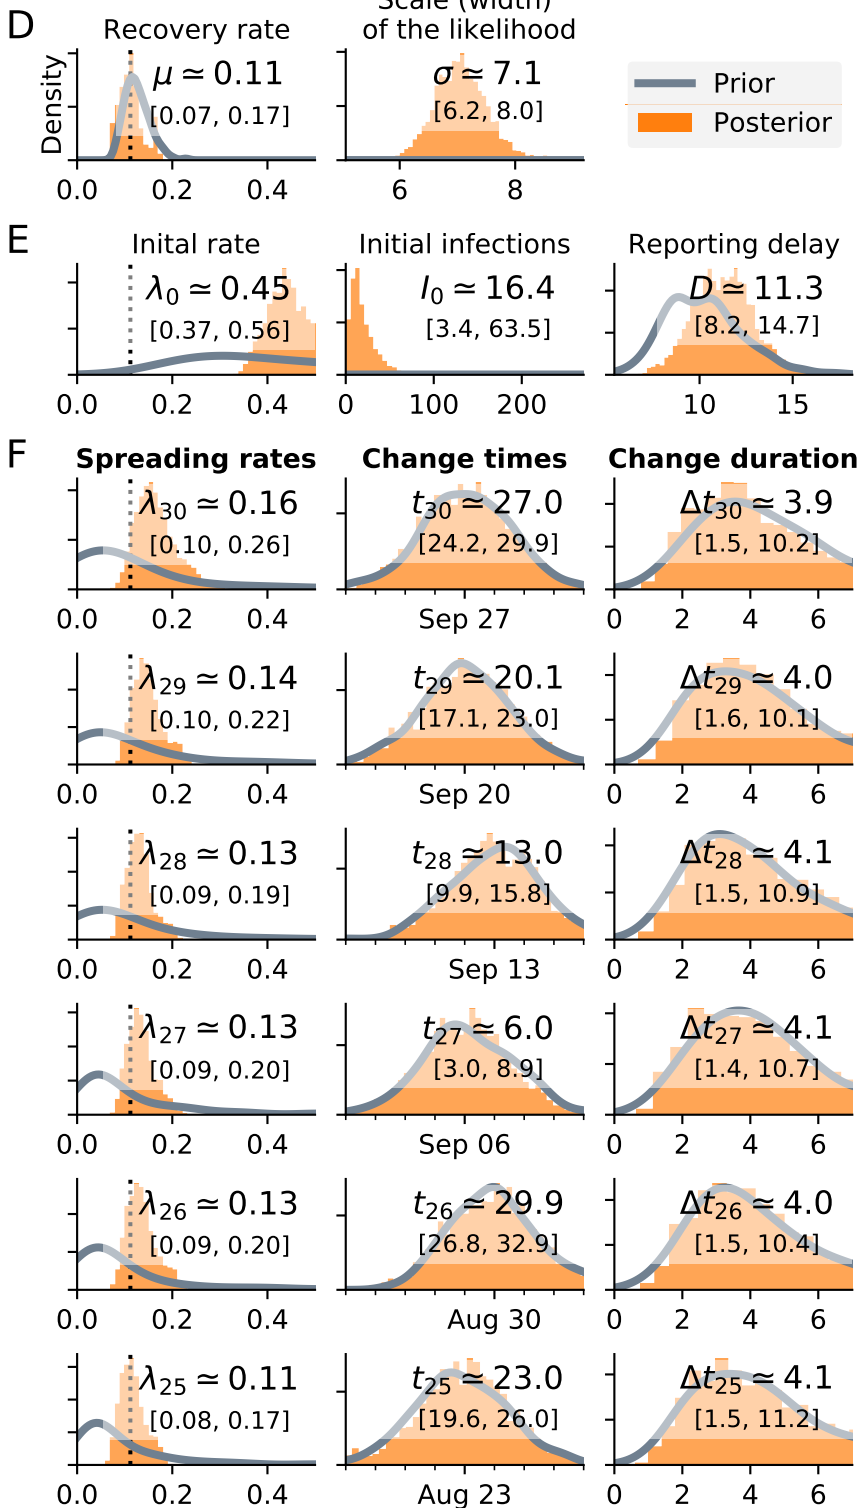 D
Scale (width)
Recovery rate of the likelihood
Density
μ ≃ 0.11 σ ≃ 7.1 Prior
[0.07, 0.17] [6.2, 8.0] Posterior
0.0 0.2 0.4 6 8
E
Inital rate Initial infections Reporting delay
λ0 ≃ 0.45 I0 ≃ 16.4 D ≃ 11.3
[0.37, 0.56] [3.4, 63.5] [8.2, 14.7]
0.0 0.2 0.4 0 100 200 10 15
F
Spreading rates Change times Change duration
λ30 ≃ 0.16 t30 ≃ 27.0 Δt30 ≃ 3.9
[0.10, 0.26] [24.2, 29.9] [1.5, 10.2]
0.0 0.2 0.4 Sep 27 0 2 4 6
λ29 ≃ 0.14 t29 ≃ 20.1 Δt29 ≃ 4.0
[0.10, 0.22] [17.1, 23.0] [1.6, 10.1]
0.0 0.2 0.4 Sep 20 0 2 4 6
λ28 ≃ 0.13 t28 ≃ 13.0 Δt28 ≃ 4.1
[0.09, 0.19] [9.9, 15.8] [1.5, 10.9]
0.0 0.2 0.4 Sep 13 0 2 4 6
λ27 ≃ 0.13 t27 ≃ 6.0 Δt27 ≃ 4.1
[0.09, 0.20] [3.0, 8.9] [1.4, 10.7]
0.0 0.2 0.4 Sep 06 0 2 4 6
λ26 ≃ 0.13 t26 ≃ 29.9 Δt26 ≃ 4.0
[0.09, 0.20] [26.8, 32.9] [1.5, 10.4]
0.0 0.2 0.4 Aug 30 0 2 4 6
λ25 ≃ 0.11 t25 ≃ 23.0 Δt25 ≃ 4.1
[0.08, 0.17] [19.6, 26.0] [1.5, 11.2]
0.0 0.2 0.4 Aug 23 0 2 4 6